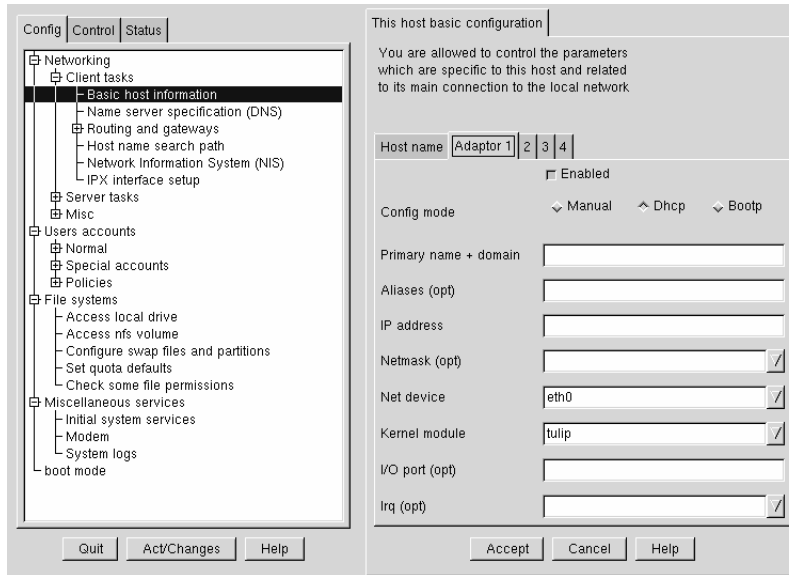 Config Control Status
Networking
Client tasks
Basic host information
Name server specification (DNS)
Routing and gateways
Host name search path
Network Information System (NIS)
IPX interface setup
Server tasks
Misc
Users accounts
Normal
Special accounts
Policies
File systems
Access local drive
Access nfs volume
Configure swap files and partitions
Set quota defaults
Check some file permissions
Miscellaneous services
Initial system services
Modem
System logs
boot mode
Quit Act/Changes Help
This host basic configuration
You are allowed to control the parameters
which are specific to this host and related
to its main connection to the local network
Host name Adaptor 1 2 3 4
Enabled
Config mode Manual Dhcp Bootp
Primary name + domain
Aliases (opt)
IP address
Netmask (opt)
Net device eth0
Kernel module tulip
I/O port (opt)
Irq (opt)
Accept Cancel Help